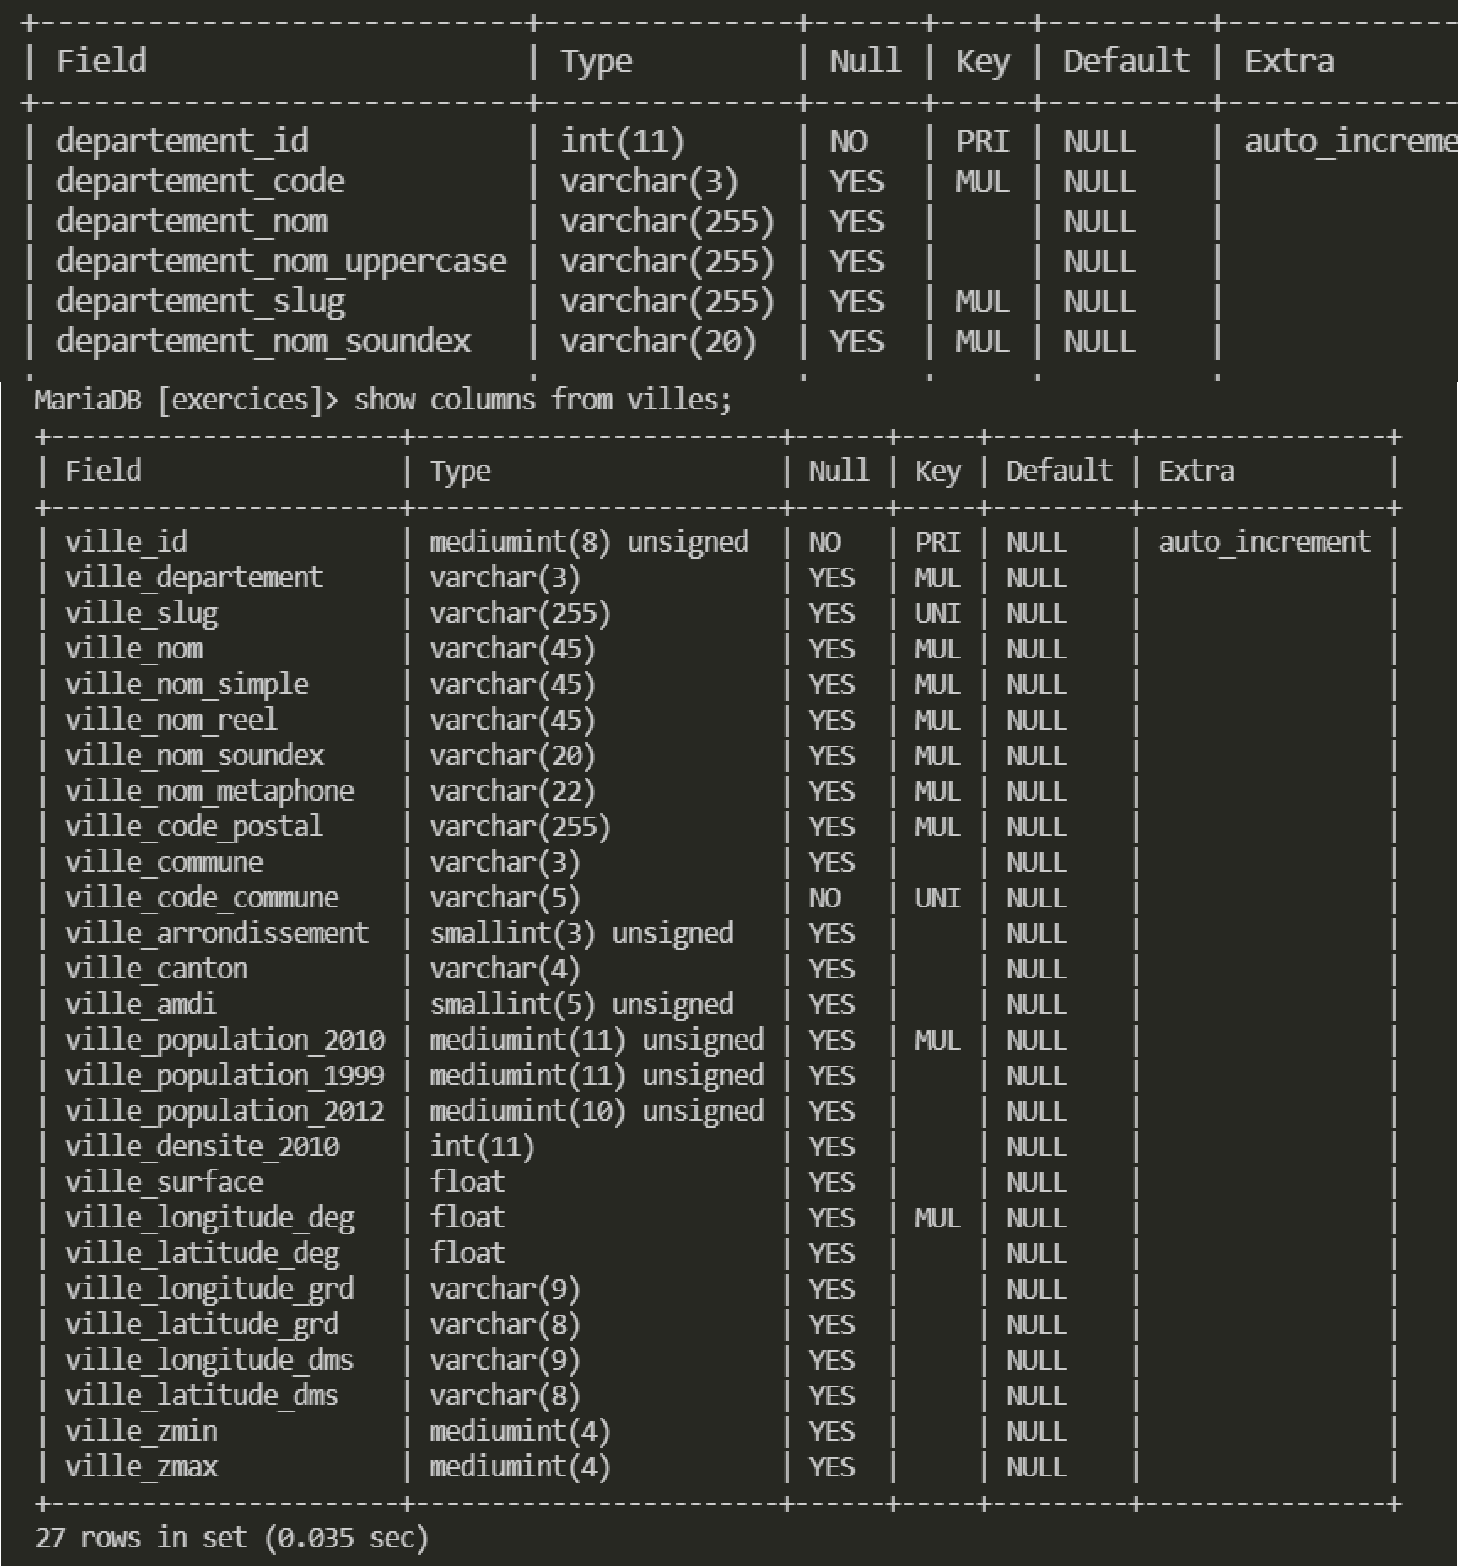 +---------------------------+--------------+------+-----+---------+-------------
| Field                     | Type         | Null | Key | Default | Extra
+---------------------------+--------------+------+-----+---------+-------------
| departement_id            | int(11)      | NO   | PRI | NULL    | auto_increme
| departement_code          | varchar(3)   | YES  | MUL | NULL    |
| departement_nom           | varchar(255) | YES  |     | NULL    |
| departement_nom_uppercase | varchar(255) | YES  |     | NULL    |
| departement_slug          | varchar(255) | YES  | MUL | NULL    |
| departement_nom_soundex   | varchar(20)  | YES  | MUL | NULL    |
MariaDB [exercices]> show columns from villes;
+-----------------------+------------------------+------+-----+---------+----------------+
| Field                 | Type                   | Null | Key | Default | Extra          |
+-----------------------+------------------------+------+-----+---------+----------------+
| ville_id              | mediumint(8) unsigned  | NO   | PRI | NULL    | auto_increment |
| ville_departement     | varchar(3)             | YES  | MUL | NULL    |                |
| ville_slug            | varchar(255)           | YES  | UNI | NULL    |                |
| ville_nom             | varchar(45)            | YES  | MUL | NULL    |                |
| ville_nom_simple      | varchar(45)            | YES  | MUL | NULL    |                |
| ville_nom_reel        | varchar(45)            | YES  | MUL | NULL    |                |
| ville_nom_soundex     | varchar(20)            | YES  | MUL | NULL    |                |
| ville_nom_metaphone   | varchar(22)            | YES  | MUL | NULL    |                |
| ville_code_postal     | varchar(255)           | YES  | MUL | NULL    |                |
| ville_commune         | varchar(3)             | YES  |     | NULL    |                |
| ville_code_commune    | varchar(5)             | NO   | UNI | NULL    |                |
| ville_arrondissement  | smallint(3) unsigned   | YES  |     | NULL    |                |
| ville_canton          | varchar(4)             | YES  |     | NULL    |                |
| ville_amdi            | smallint(5) unsigned   | YES  |     | NULL    |                |
| ville_population_2010 | mediumint(11) unsigned | YES  | MUL | NULL    |                |
| ville_population_1999 | mediumint(11) unsigned | YES  |     | NULL    |                |
| ville_population_2012 | mediumint(10) unsigned | YES  |     | NULL    |                |
| ville_densite_2010    | int(11)                | YES  |     | NULL    |                |
| ville_surface         | float                  | YES  |     | NULL    |                |
| ville_longitude_deg   | float                  | YES  | MUL | NULL    |                |
| ville_latitude_deg    | float                  | YES  |     | NULL    |                |
| ville_longitude_grd   | varchar(9)             | YES  |     | NULL    |                |
| ville_latitude_grd    | varchar(8)             | YES  |     | NULL    |                |
| ville_longitude_dms   | varchar(9)             | YES  |     | NULL    |                |
| ville_latitude_dms    | varchar(8)             | YES  |     | NULL    |                |
| ville_zmin            | mediumint(4)           | YES  |     | NULL    |                |
| ville_zmax            | mediumint(4)           | YES  |     | NULL    |                |
+-----------------------+------------------------+------+-----+---------+----------------+
27 rows in set (0.035 sec)